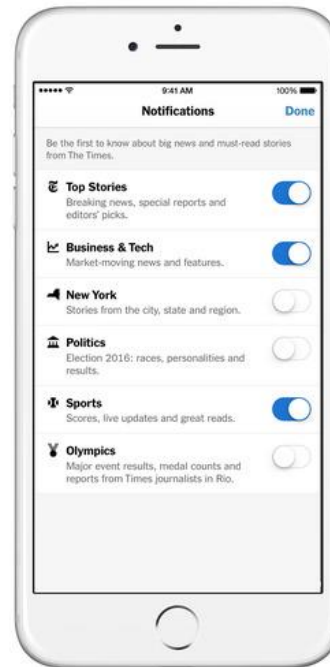 9:41 AM
100%
Notifications
Done
Be the first to know about big news and must-read stories
from The Times.
Top Stories
Breaking news, special reports and
editors' picks.
Business & Tech
Market-moving news and features.
New York
Stories from the city, state and region.
Politics
Election 2016: races, personalities and
results.
Sports
Scores, live updates and great reads.
Olympics
Major event results, medal counts and
reports from Times journalists in Rio.